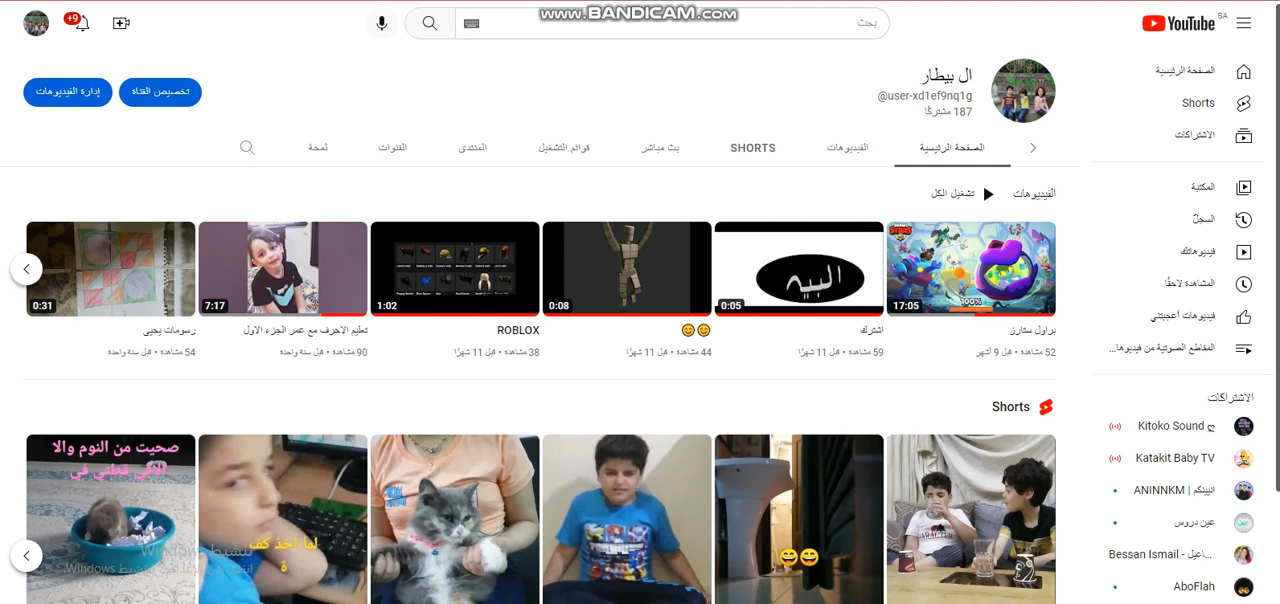 www.BANDICAM.com
+9
بحث
YouTube SA
ال بيطار
@user-xd1ef9nq1g
187 مشتركًا
تخصيص القناة
إدارة الفيديوهات
الصفحة الرئيسية
الفيديوهات
SHORTS
بث مباشر
قوائم التشغيل
المنتدى
القنوات
لمحة
الفيديوهات
تشغيل الكل
17:05
100%
براول ستارز
52 مشاهدة • قبل 9 أشهر
البيه
0:05
اشترك
59 مشاهدة • قبل 11 شهرًا
0:08
😊😊
44 مشاهدة • قبل 11 شهرًا
1:02
ROBLOX
38 مشاهدة • قبل 11 شهرًا
7:17
تعليم الاحرف مع عمر الجزء الاول
90 مشاهدة • قبل سنة واحدة
0:31
رسومات يحيى
54 مشاهدة • قبل سنة واحدة
Shorts
😄😄
لما أخذ كف
ة
صحيت من النوم والا
الاقي قطتي في
تنشيط Windows
الصفحة الرئيسية
Shorts
الاشتراكات
المكتبة
السجلّ
فيديوهاتك
المشاهدة لاحقًا
فيديوهات أعجبتني
المقاطع الصوتية من فيديوها...
الاشتراكات
Kitoko Sound ღ
Katakit Baby TV
ANINNKM | انيينكم
عين دروس
Bessan Ismail - ...اعيل
AboFlah